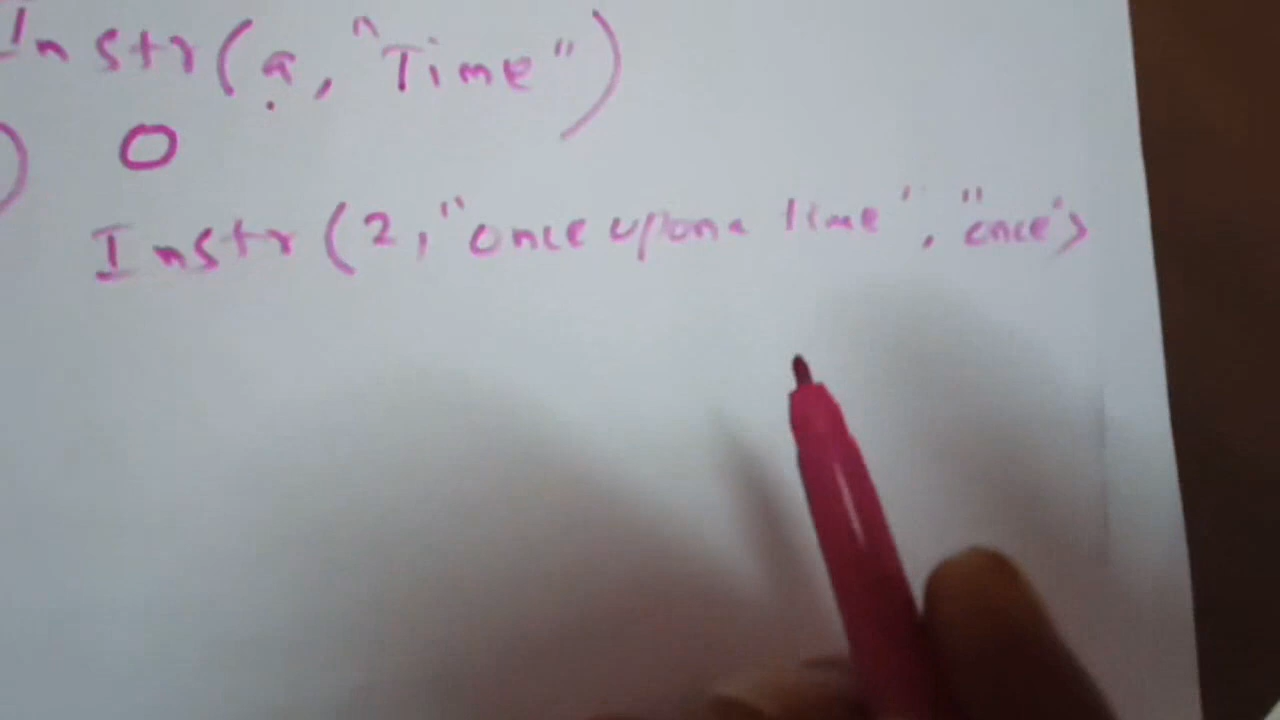 Instr(a, "Time")
) 0
Instr (2, "once upon a time", "once")